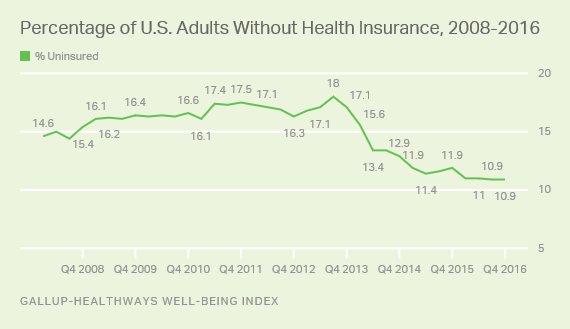 Percentage of U.S. Adults Without Health Insurance, 2008-2016
% Uninsured
20
14.6
15.4
16.1
16.2
16.4
16.6
16.1
17.4
17.5
17.1
16.3
17.1
18
17.1
15.6
13.4
12.9
11.9
11.4
11.9
11
10.9
10.9
15
10
5
Q4 2008
Q4 2009
Q4 2010
Q4 2011
Q4 2012
Q4 2013
Q4 2014
Q4 2015
Q4 2016
GALLUP-HEALTHWAYS WELL-BEING INDEX